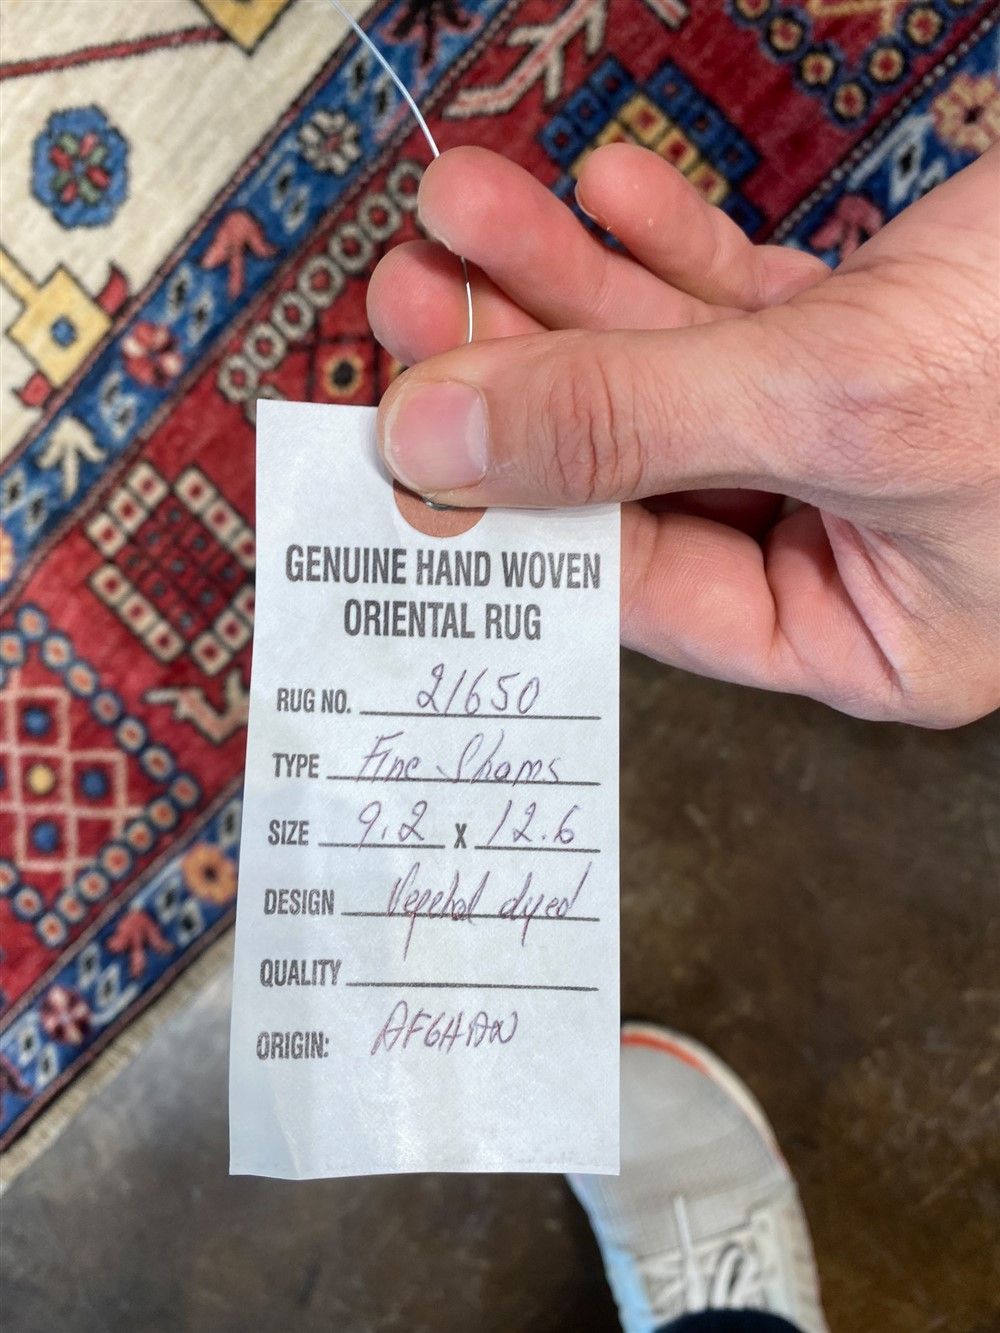 GENUINE HAND WOVEN
ORIENTAL RUG
RUG NO. 21650
TYPE Fine Shams
SIZE 9.2 X 12.6
DESIGN Vegetal dyed
QUALITY
ORIGIN: AFGHAN